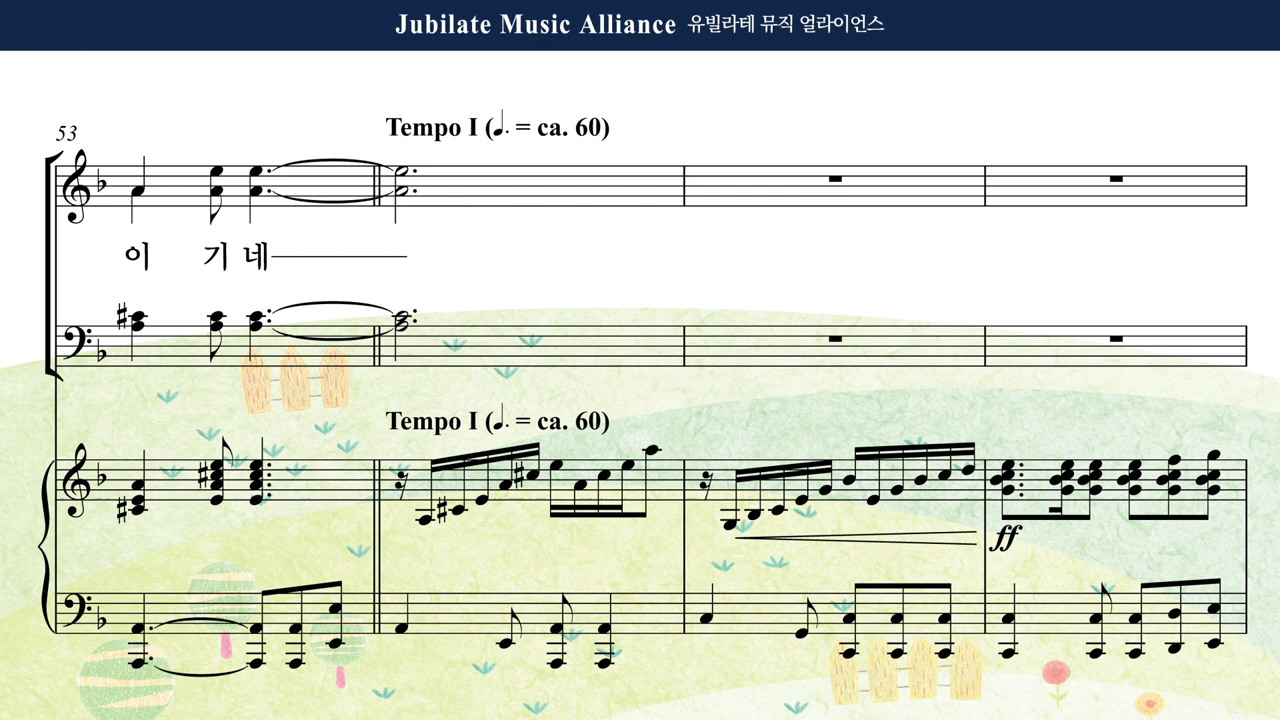 Jubilate Music Alliance 유빌라테 뮤직 얼라이언스
53
Tempo I (♩. = ca. 60)
이 기 네
Tempo I (♩. = ca. 60)
ff